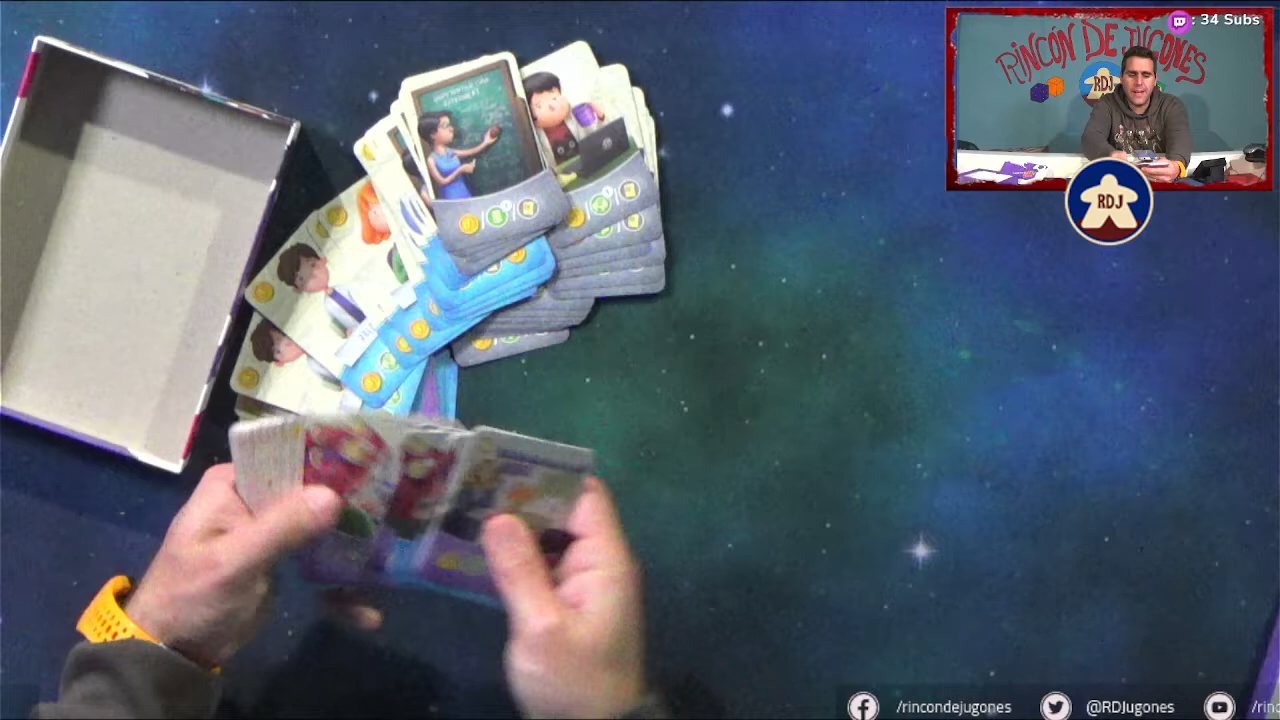 : 34 Subs
RINCÓN DE JUGONES
RDJ
RDJ
/rincondejugones
@RDJugones
/rinc